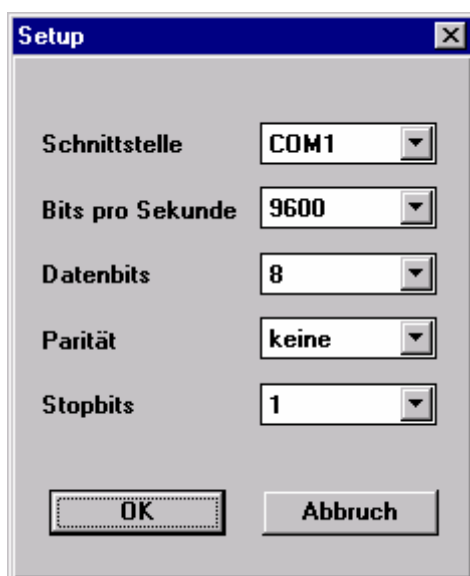 Setup
Schnittstelle COM1
Bits pro Sekunde 9600
Datenbits 8
Parität keine
Stopbits 1
OK Abbruch